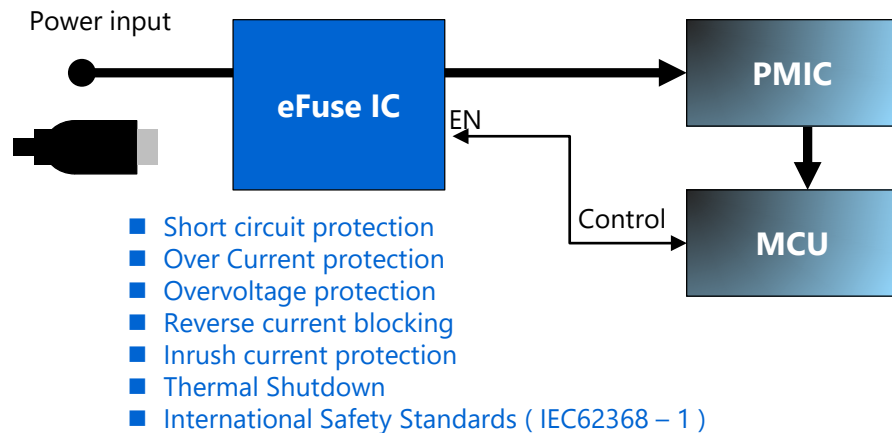 Power input
eFuse IC
PMIC
EN
Control
MCU
■ Short circuit protection
■ Over Current protection
■ Overvoltage protection
■ Reverse current blocking
■ Inrush current protection
■ Thermal Shutdown
■ International Safety Standards ( IEC62368 – 1 )